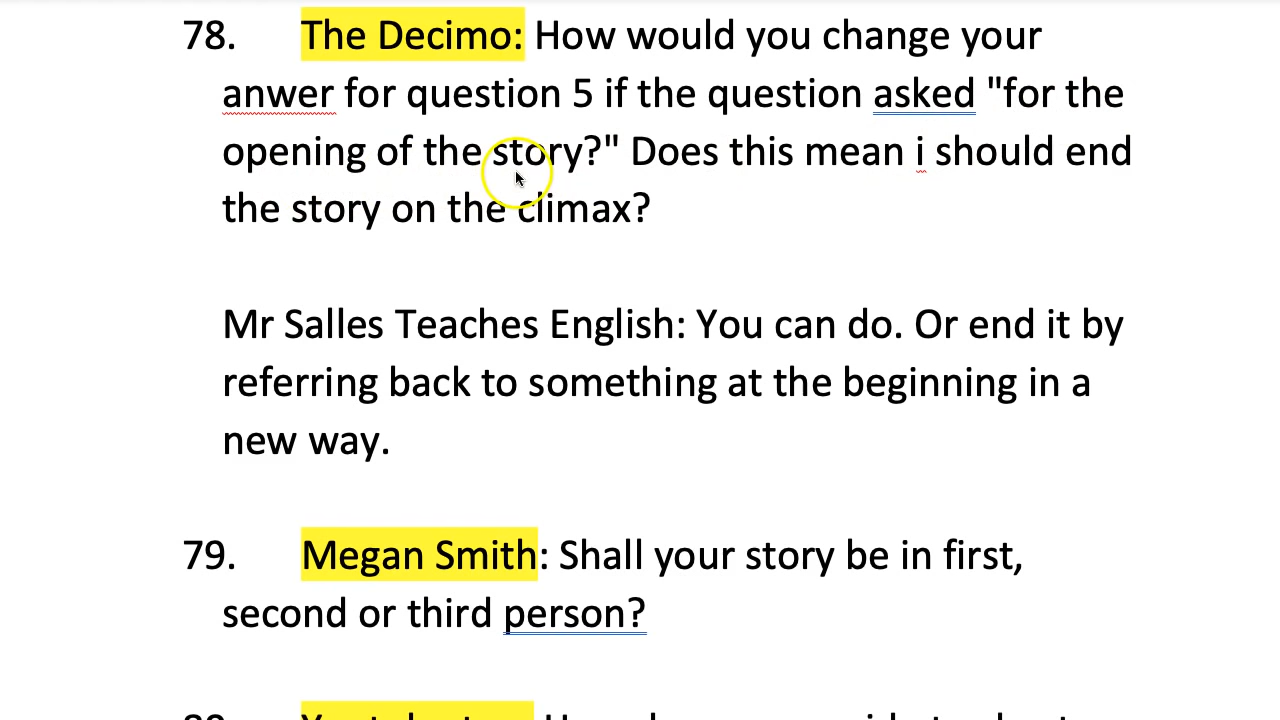 78. The Decimo: How would you change your
anwer for question 5 if the question asked "for the
opening of the story?" Does this mean i should end
the story on the climax?
Mr Salles Teaches English: You can do. Or end it by
referring back to something at the beginning in a
new way.
79. Megan Smith: Shall your story be in first,
second or third person?